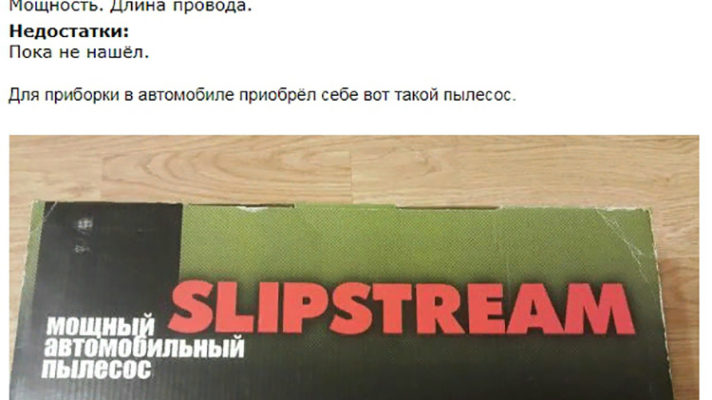 Мощность. Длина провода.
Недостатки:
Пока не нашёл.
Для приборки в автомобиле приобрёл себе вот такой пылесос.
SLIPSTREAM
мощный
автомобильный
пылесос